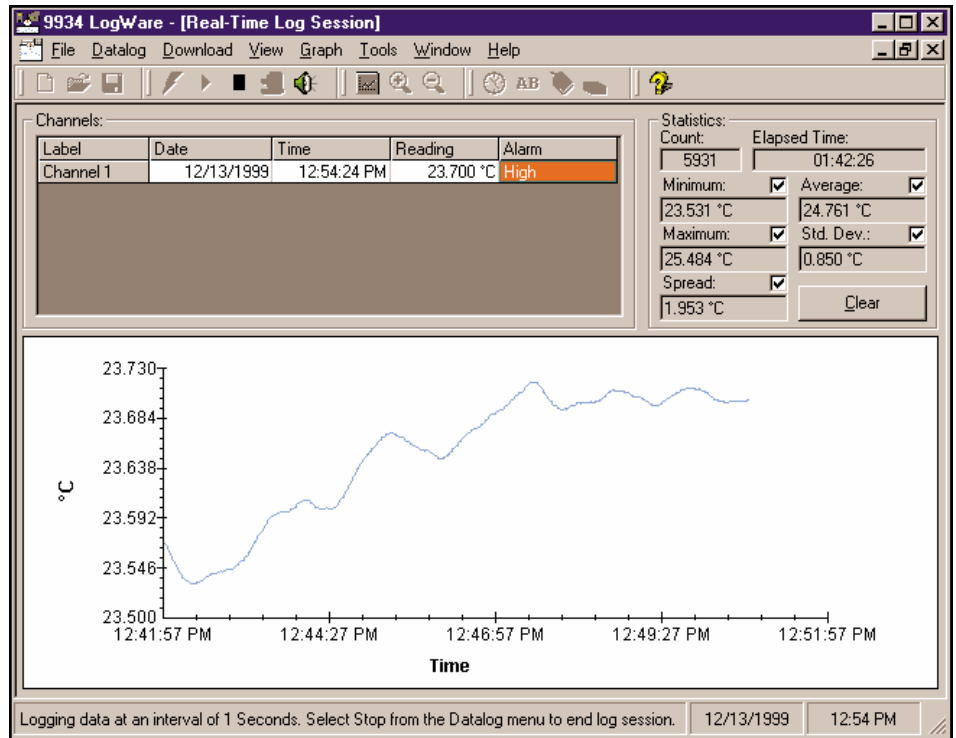 9934 LogWare - [Real-Time Log Session]
File Datalog Download View Graph Tools Window Help
AB
Channels:
Label Date Time Reading Alarm
Channel 1 12/13/1999 12:54:24 PM 23.700 °C High
Statistics:
Count: Elapsed Time:
5931 01:42:26
Minimum: Average:
23.531 °C 24.761 °C
Maximum: Std. Dev.:
25.484 °C 0.850 °C
Spread:
1.953 °C Clear
23.730
23.684
23.638
°C
23.592
23.546
23.500
12:41:57 PM 12:44:27 PM 12:46:57 PM 12:49:27 PM 12:51:57 PM
Time
Logging data at an interval of 1 Seconds. Select Stop from the Datalog menu to end log session. 12/13/1999 12:54 PM